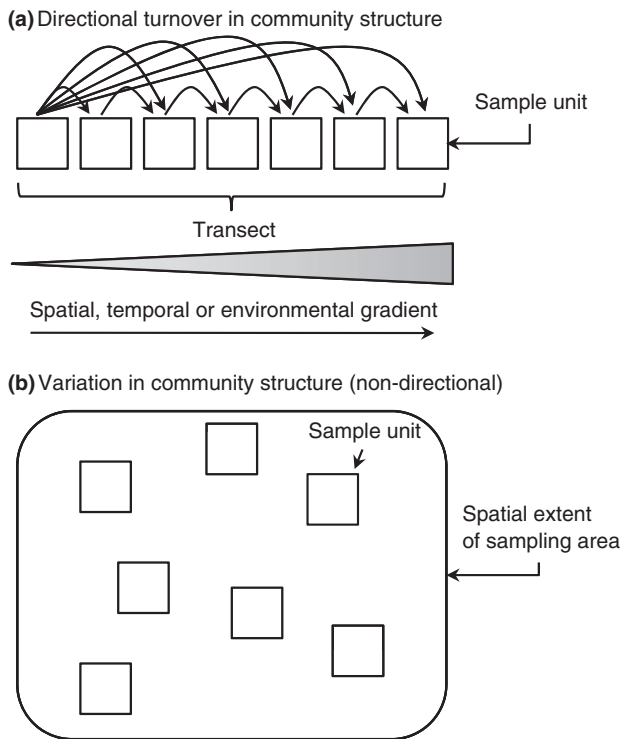 (a) Directional turnover in community structure
Sample unit
Transect
Spatial, temporal or environmental gradient
(b) Variation in community structure (non-directional)
Sample unit
Spatial extent
of sampling area